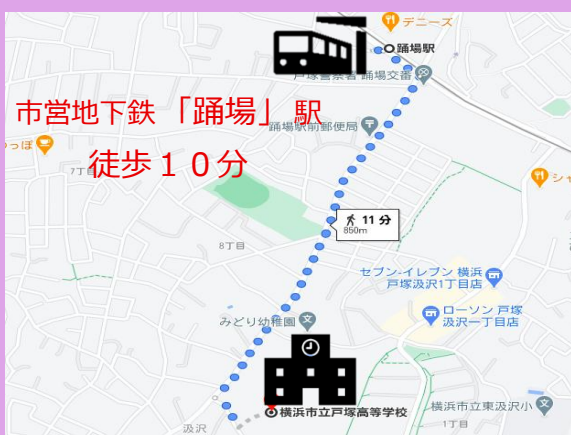 デニーズ
踊場駅
戸塚警察署 踊場交番
市営地下鉄「踊場」駅
踊場駅前郵便局
徒歩１０分
7丁目
11 分
850m
8丁目
セブン-イレブン 横浜
戸塚汲沢1丁目店
ローソン 戸塚
汲沢一丁目店
みどり幼稚園
横浜市立戸塚高等学校
横浜市立東汲沢小
汲沢
1丁目